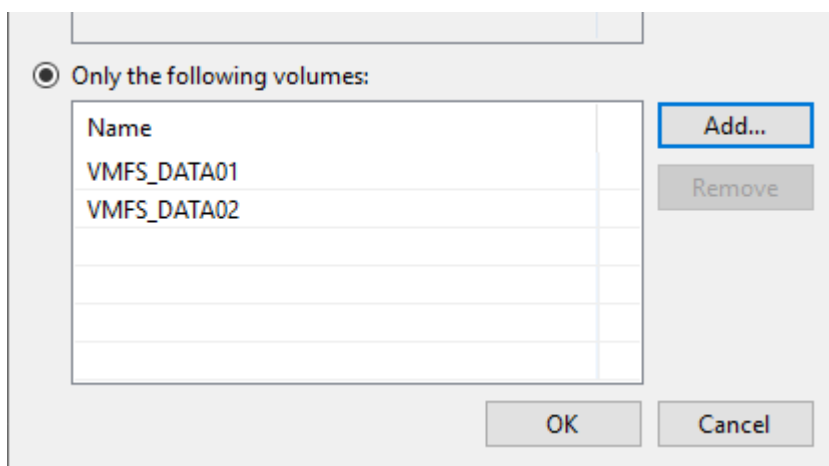 Only the following volumes:
Name
Add...
VMFS_DATA01
Remove
VMFS_DATA02
OK
Cancel